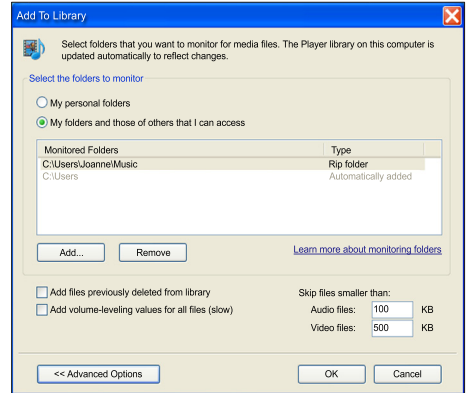 Add To Library
Select folders that you want to monitor for media files. The Player library on this computer is
updated automatically to reflect changes.
Select the folders to monitor
My personal folders
My folders and those of others that I can access
Monitored Folders Type
C:\Users\Joanne\Music Rip folder
C:\Users Automatically added
Add... Remove Learn more about monitoring folders
Add files previously deleted from library Skip files smaller than:
Add volume-leveling values for all files (slow) Audio files: 100 KB
Video files: 500 KB
<< Advanced Options OK Cancel